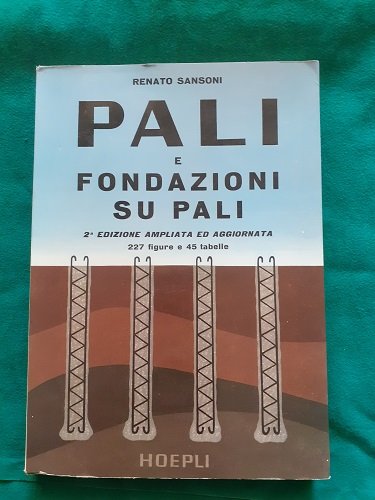 RENATO SANSONI
PALI
E
FONDAZIONI
SU PALI
2ª EDIZIONE AMPLIATA ED AGGIORNATA
227 figure e 45 tabelle
HOEPLI